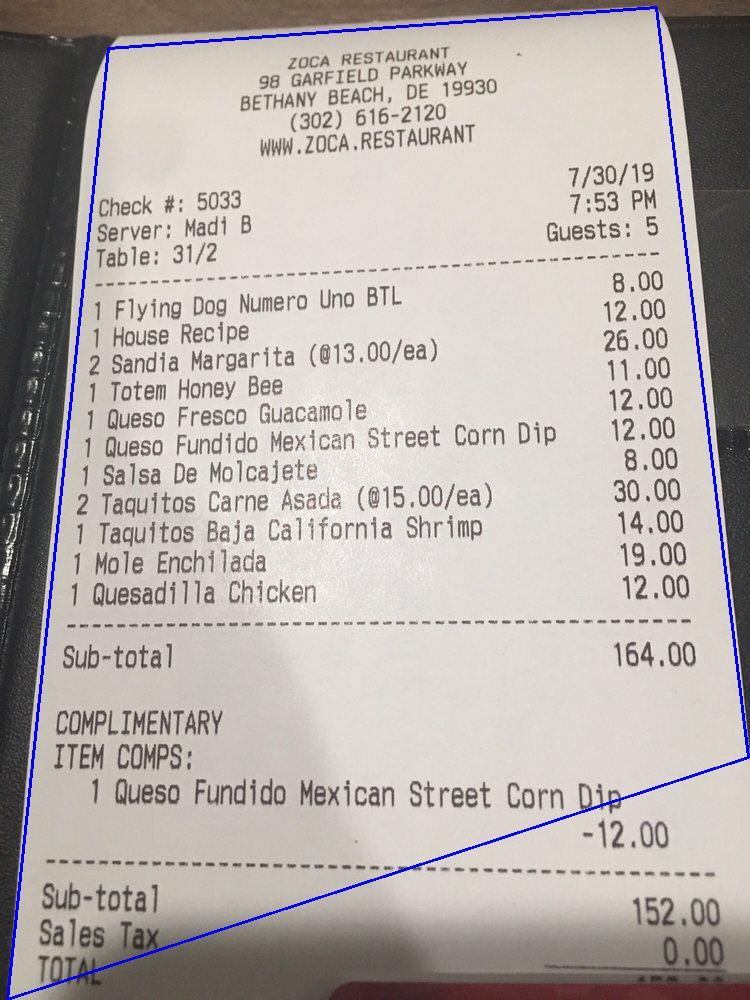 ZOCA RESTAURANT
98 GARFIELD PARKWAY
BETHANY BEACH, DE 19930
(302) 616-2120
WWW.ZOCA.RESTAURANT
Check #: 5033 7/30/19
Server: Madi B 7:53 PM
Table: 31/2 Guests: 5
1 Flying Dog Numero Uno BTL 8.00
1 House Recipe 12.00
2 Sandia Margarita (@13.00/ea) 26.00
1 Totem Honey Bee 11.00
1 Queso Fresco Guacamole 12.00
1 Queso Fundido Mexican Street Corn Dip 12.00
1 Salsa De Molcajete 8.00
2 Taquitos Carne Asada (@15.00/ea) 30.00
1 Taquitos Baja California Shrimp 14.00
1 Mole Enchilada 19.00
1 Quesadilla Chicken 12.00
Sub-total 164.00
COMPLIMENTARY
ITEM COMPS:
1 Queso Fundido Mexican Street Corn Dip
-12.00
Sub-total 152.00
Sales Tax 0.00
TOTAL